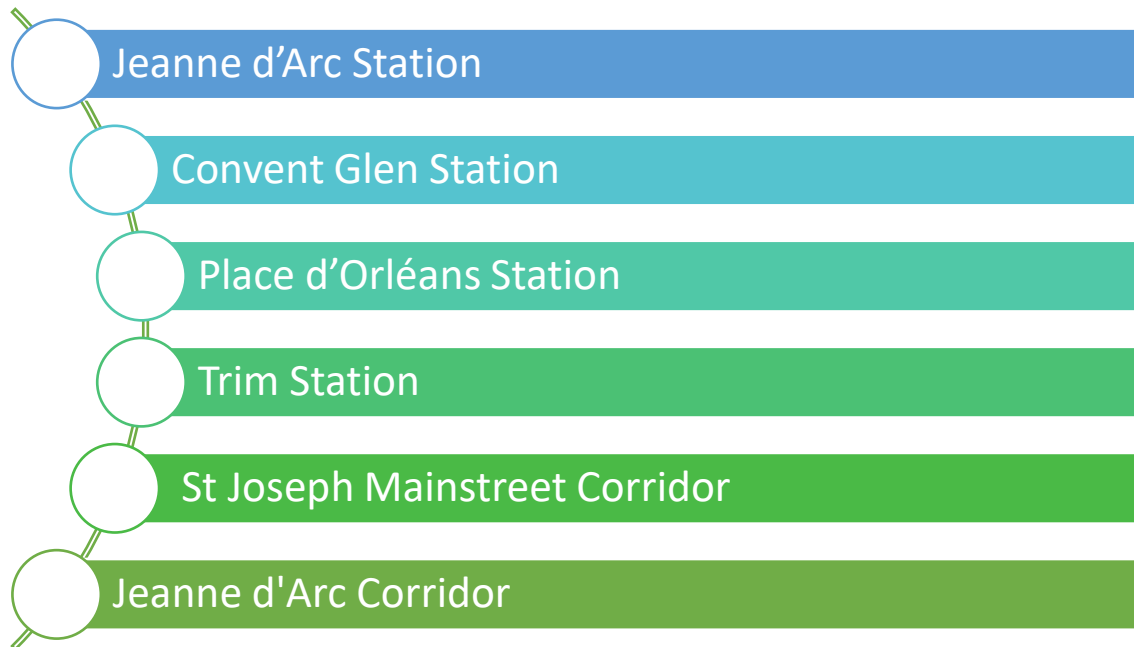 Jeanne d’Arc Station
Convent Glen Station
Place d’Orléans Station
Trim Station
St Joseph Mainstreet Corridor
Jeanne d'Arc Corridor